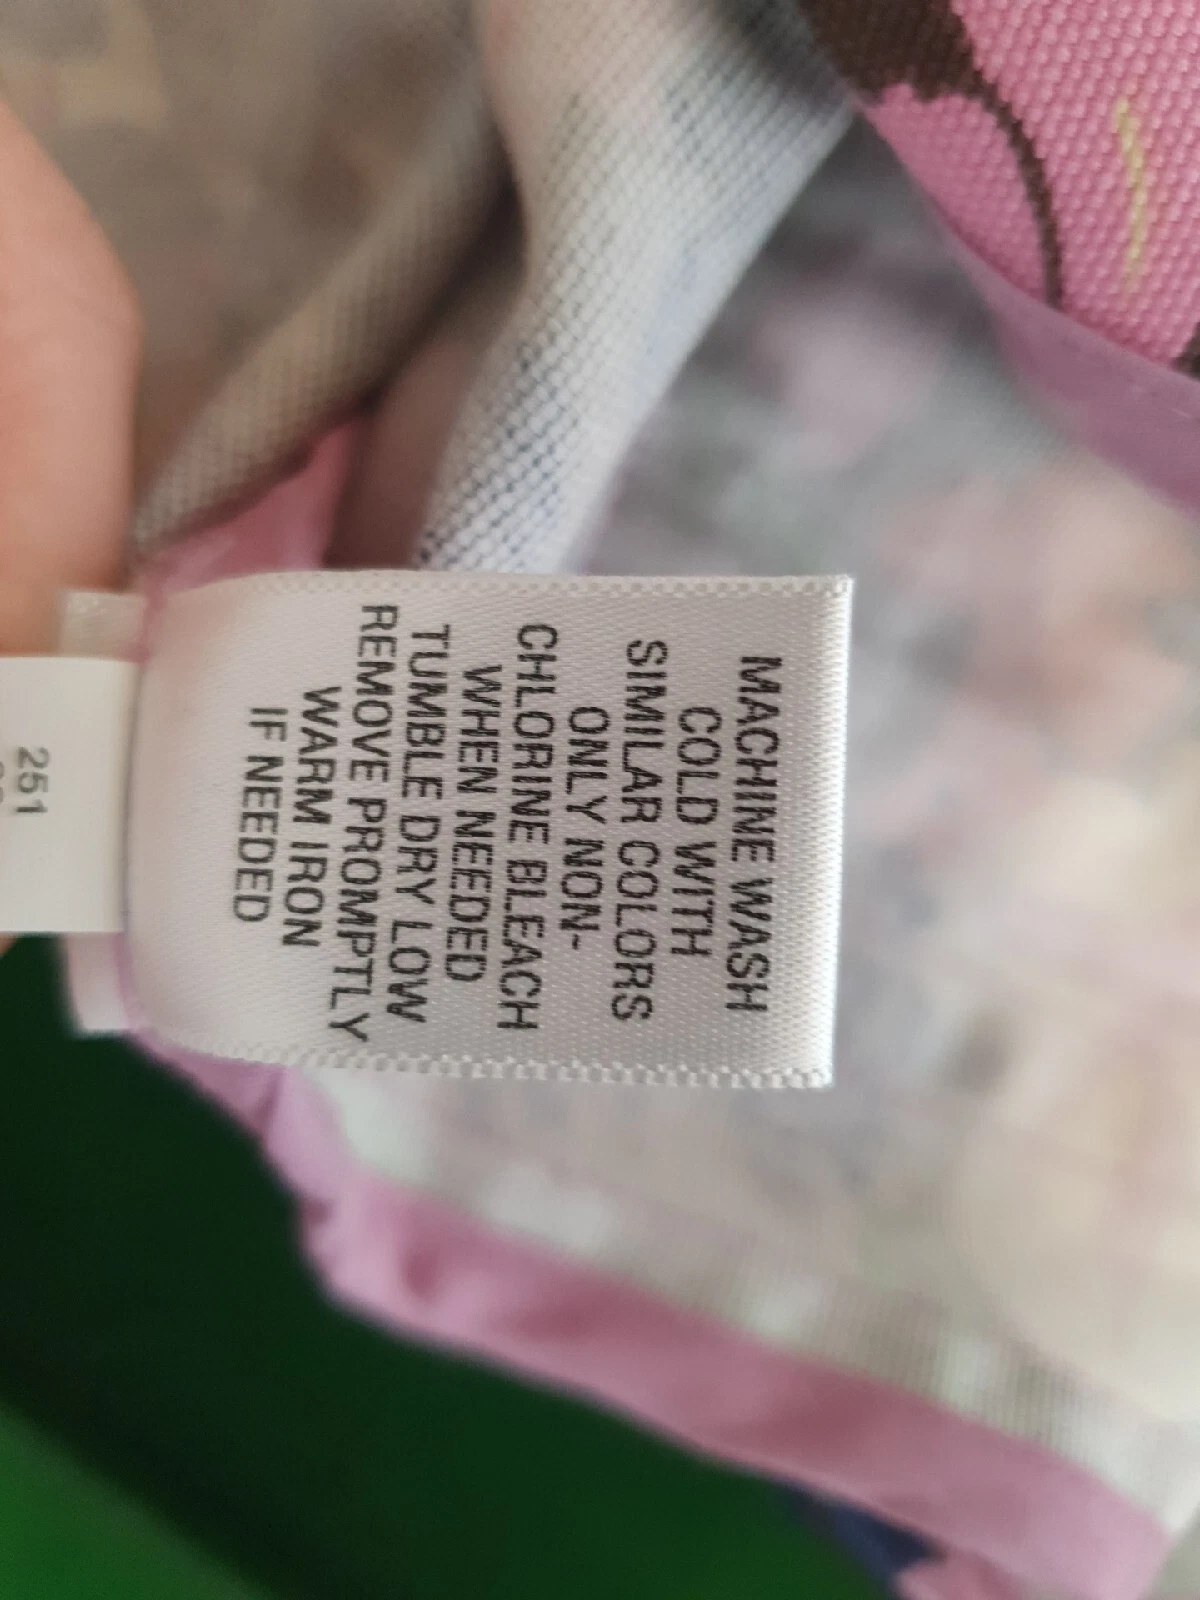 MACHINE WASH
COLD WITH
SIMILAR COLORS
ONLY NON-
CHLORINE BLEACH
WHEN NEEDED
TUMBLE DRY LOW
REMOVE PROMPTLY
WARM IRON
IF NEEDED
251